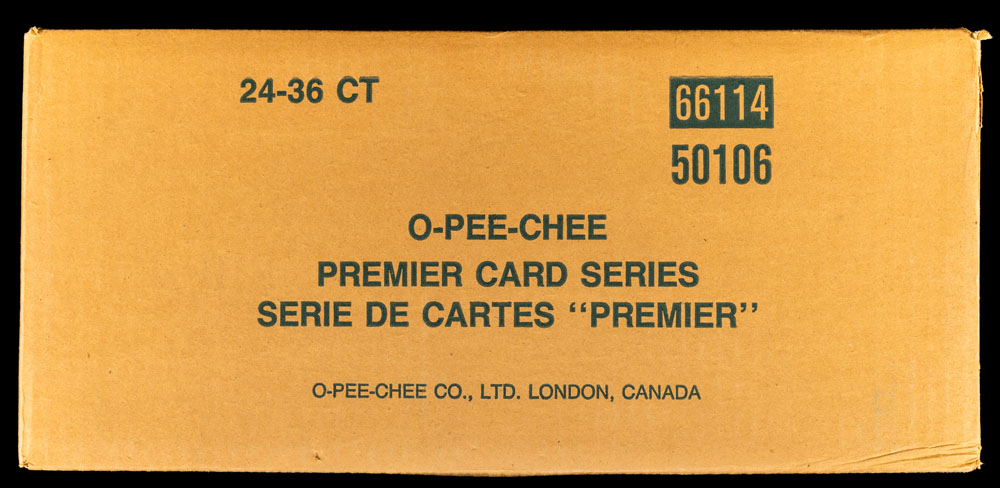 24-36 CT
66114
50106
O-PEE-CHEE
PREMIER CARD SERIES
SERIE DE CARTES ‘‘PREMIER’’
O-PEE-CHEE CO., LTD. LONDON, CANADA